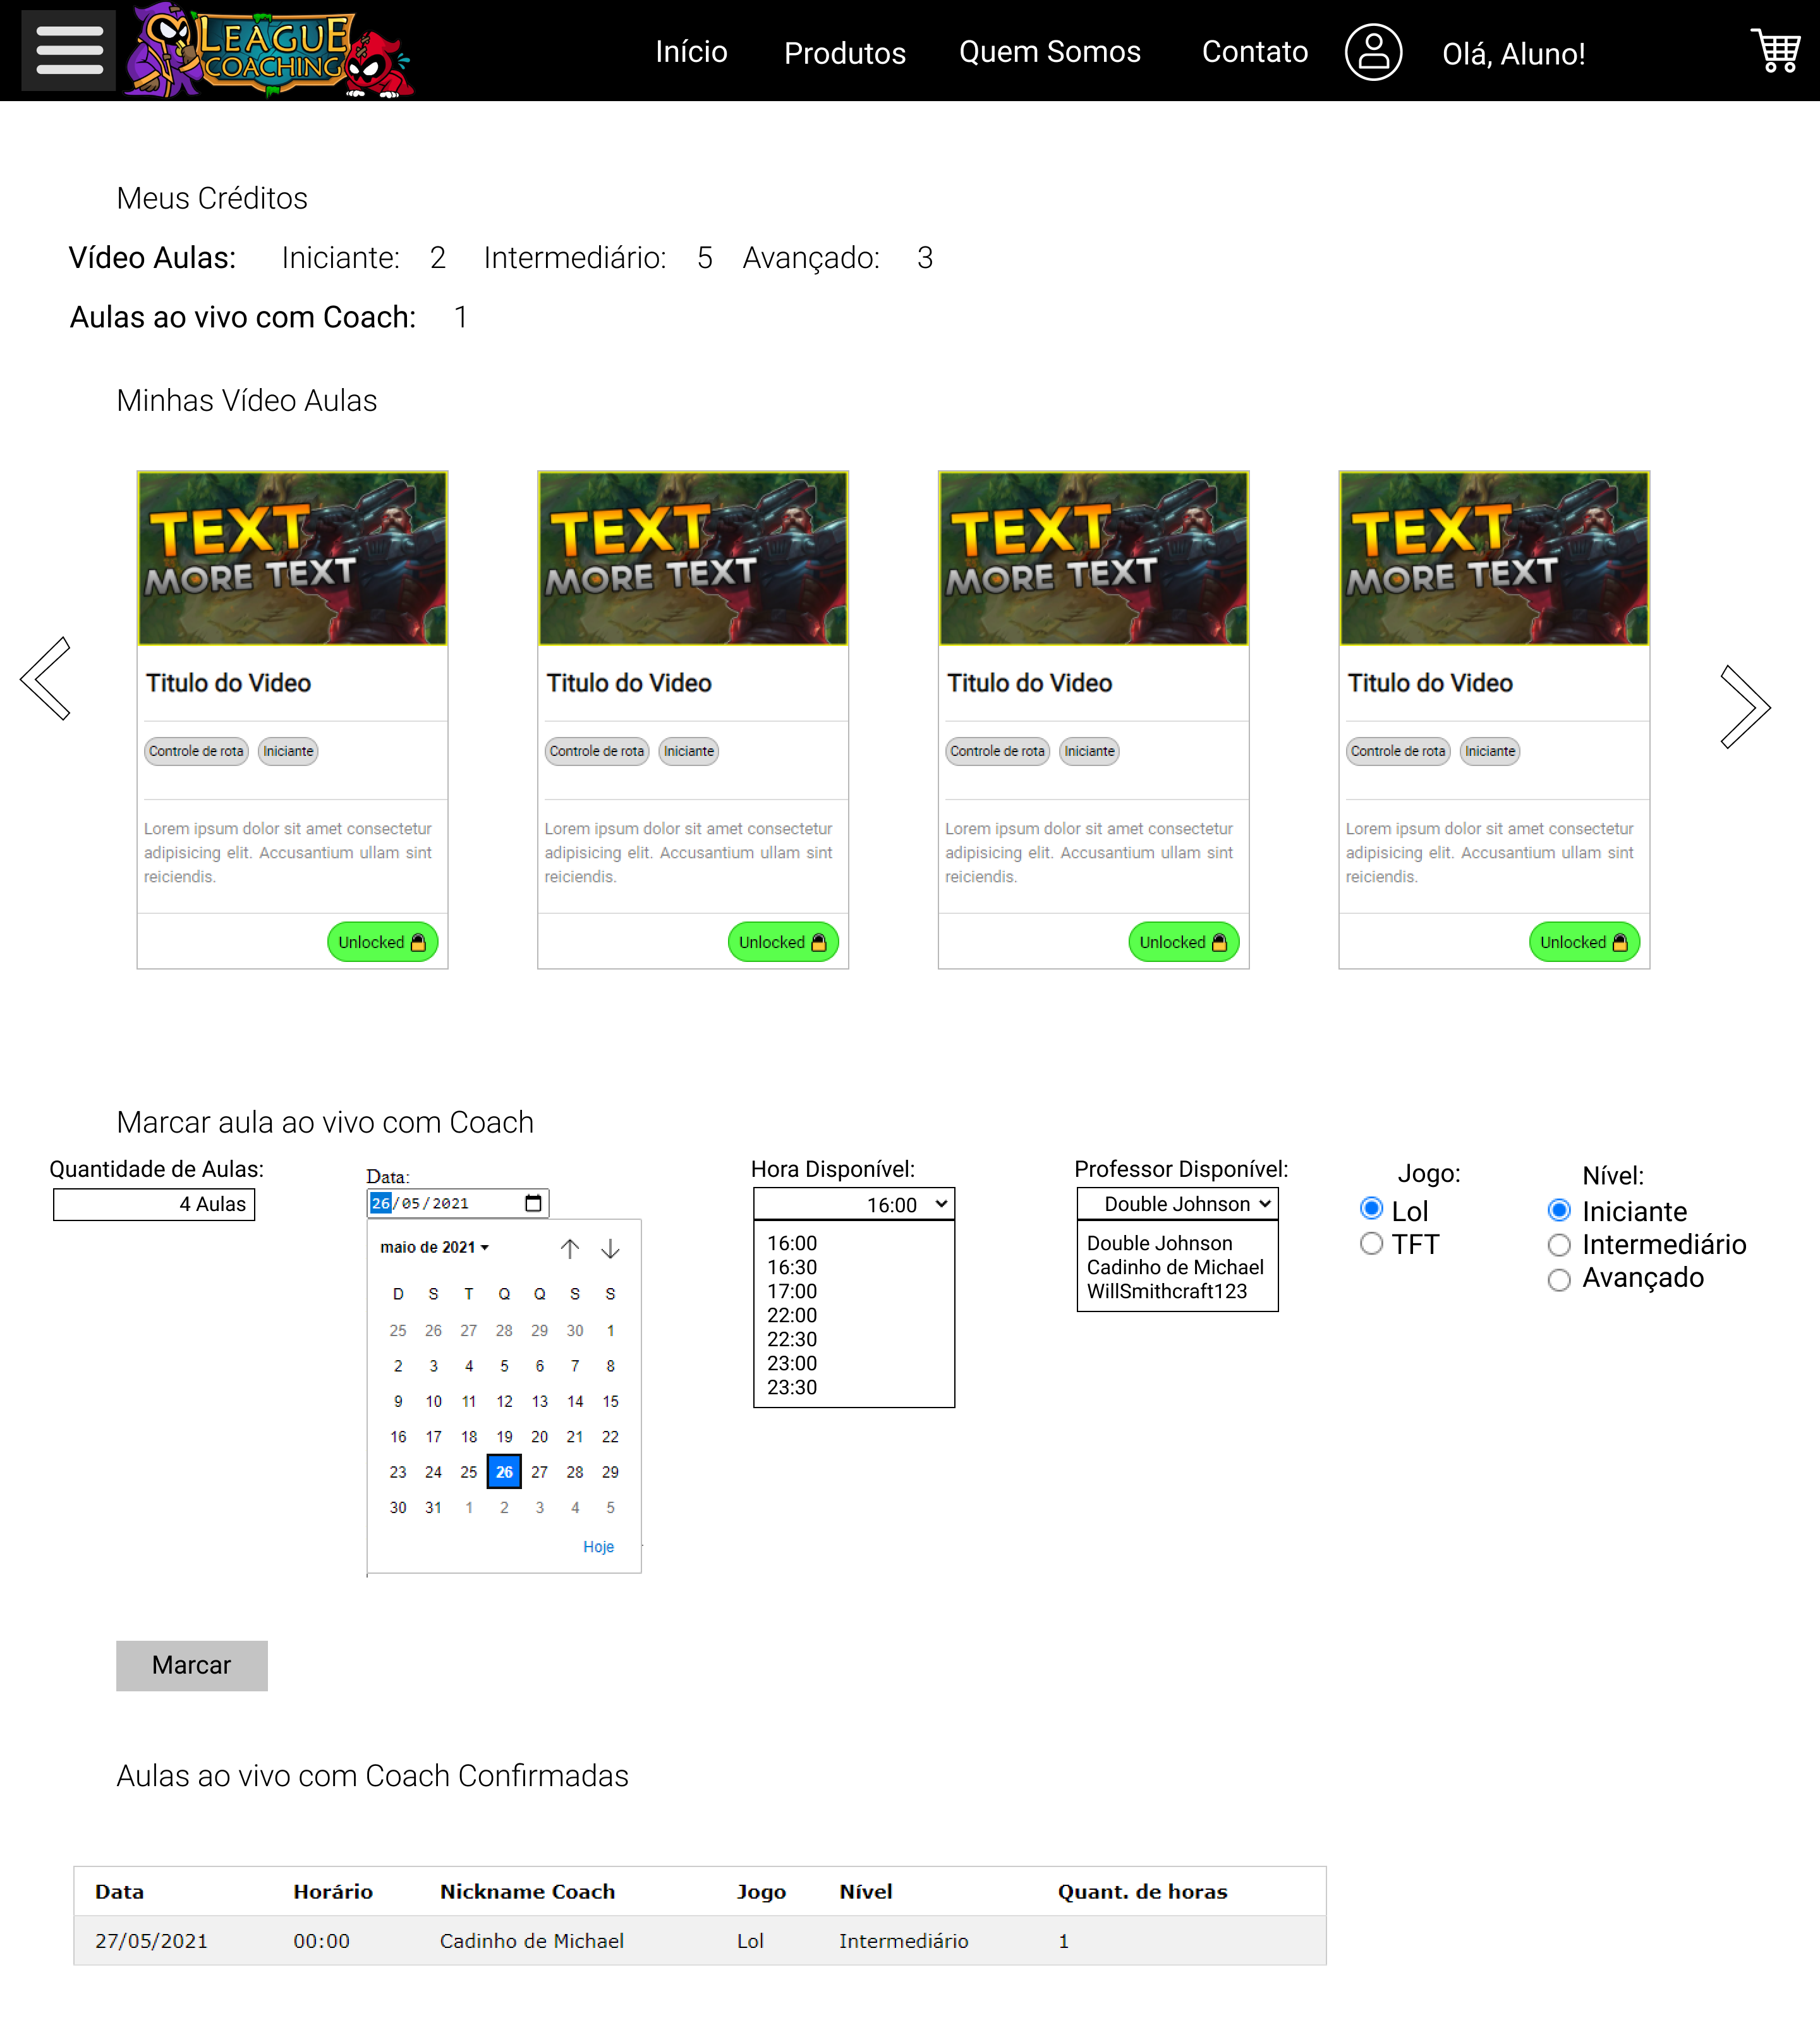 LEAGUE
COACHING
Início Produtos Quem Somos Contato Olá, Aluno!
Meus Créditos
Vídeo Aulas: Iniciante: 2 Intermediário: 5 Avançado: 3
Aulas ao vivo com Coach: 1
Minhas Vídeo Aulas
TEXT
MORE TEXT
Titulo do Video
Controle de rota Iniciante
Lorem ipsum dolor sit amet consectetur
adipisicing elit. Accusantium ullam sint
reiciendis.
Unlocked
TEXT
MORE TEXT
Titulo do Video
Controle de rota Iniciante
Lorem ipsum dolor sit amet consectetur
adipisicing elit. Accusantium ullam sint
reiciendis.
Unlocked
TEXT
MORE TEXT
Titulo do Video
Controle de rota Iniciante
Lorem ipsum dolor sit amet consectetur
adipisicing elit. Accusantium ullam sint
reiciendis.
Unlocked
TEXT
MORE TEXT
Titulo do Video
Controle de rota Iniciante
Lorem ipsum dolor sit amet consectetur
adipisicing elit. Accusantium ullam sint
reiciendis.
Unlocked
Marcar aula ao vivo com Coach
Quantidade de Aulas:
4 Aulas
Data:
26/05/2021
maio de 2021
D S T Q Q S S
25 26 27 28 29 30 1
2 3 4 5 6 7 8
9 10 11 12 13 14 15
16 17 18 19 20 21 22
23 24 25 26 27 28 29
30 31 1 2 3 4 5
Hoje
Hora Disponível:
16:00
16:00
16:30
17:00
22:00
22:30
23:00
23:30
Professor Disponível:
Double Johnson
Double Johnson
Cadinho de Michael
WillSmithcraft123
Jogo:
Lol
TFT
Nível:
Iniciante
Intermediário
Avançado
Marcar
Aulas ao vivo com Coach Confirmadas
Data Horário Nickname Coach Jogo Nível Quant. de horas
27/05/2021 00:00 Cadinho de Michael Lol Intermediário 1